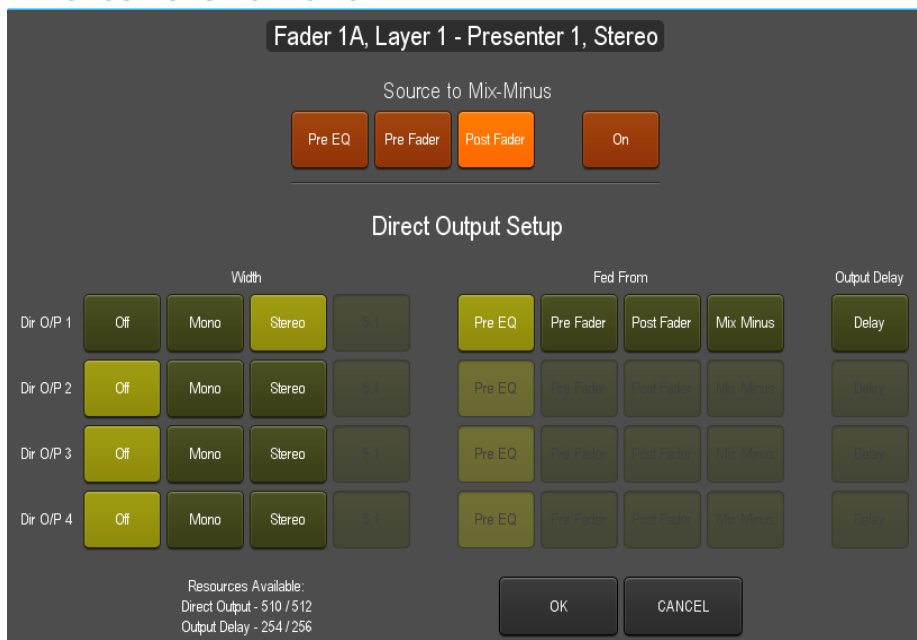 Fader 1A, Layer 1 - Presenter 1, Stereo
Source to Mix-Minus
Pre EQ Pre Fader Post Fader On
Direct Output Setup
Width Fed From Output Delay
Dir O/P 1 Off Mono Stereo 5.1 Pre EQ Pre Fader Post Fader Mix Minus Delay
Dir O/P 2 Off Mono Stereo 5.1 Pre EQ Pre Fader Post Fader Mix Minus Delay
Dir O/P 3 Off Mono Stereo 5.1 Pre EQ Pre Fader Post Fader Mix Minus Delay
Dir O/P 4 Off Mono Stereo 5.1 Pre EQ Pre Fader Post Fader Mix Minus Delay
Resources Available:
Direct Output - 510 / 512
Output Delay - 254 / 256
OK CANCEL